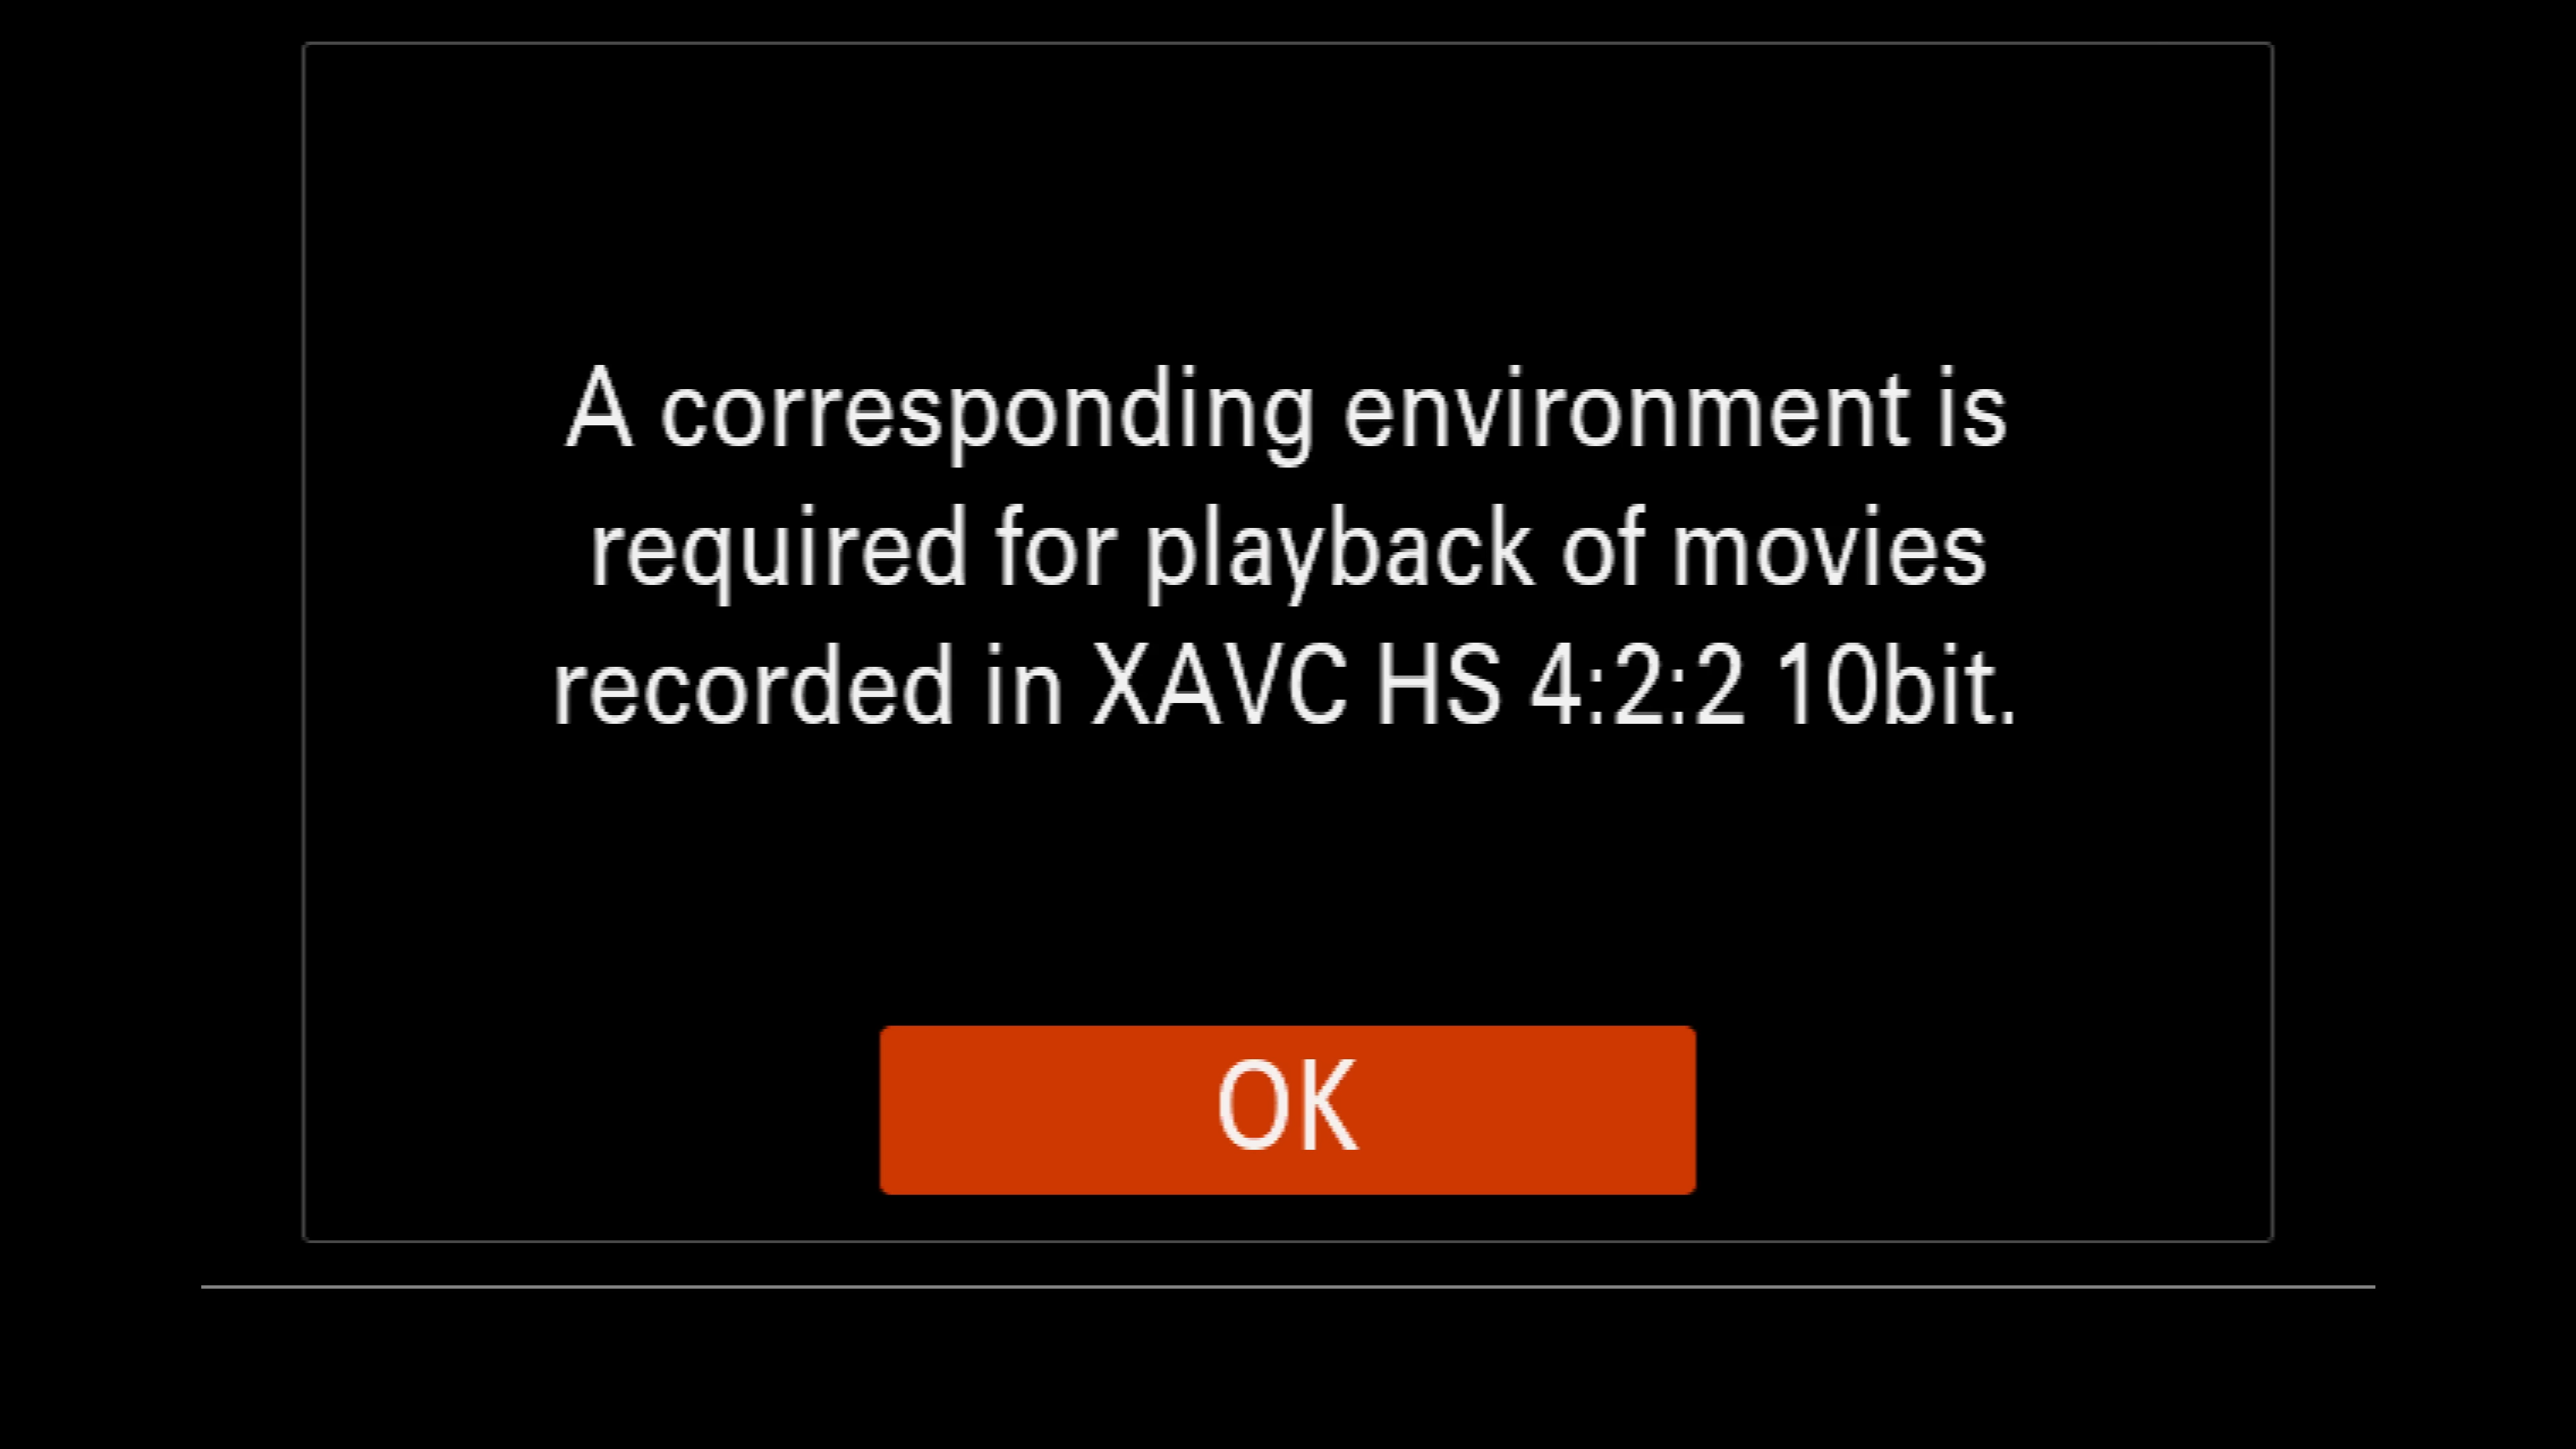 A corresponding environment is
required for playback of movies
recorded in XAVC HS 4:2:2 10bit.
OK